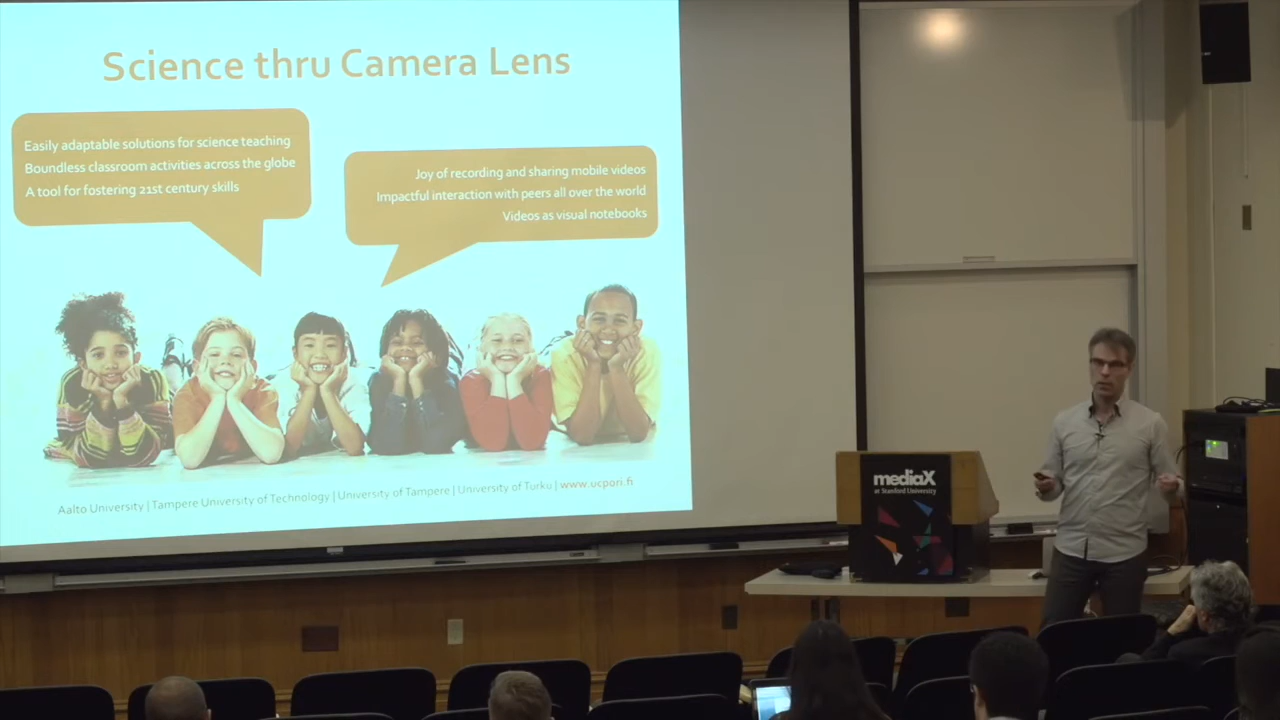 Science thru Camera Lens
Easily adaptable solutions for science teaching
Boundless classroom activities across the globe
A tool for fostering 21st century skills
Joy of recording and sharing mobile videos
Impactful interaction with peers all over the world
Videos as visual notebooks
Aalto University | Tampere University of Technology | University of Tampere | University of Turku | www.ucpori.fi
mediaX
at Stanford University